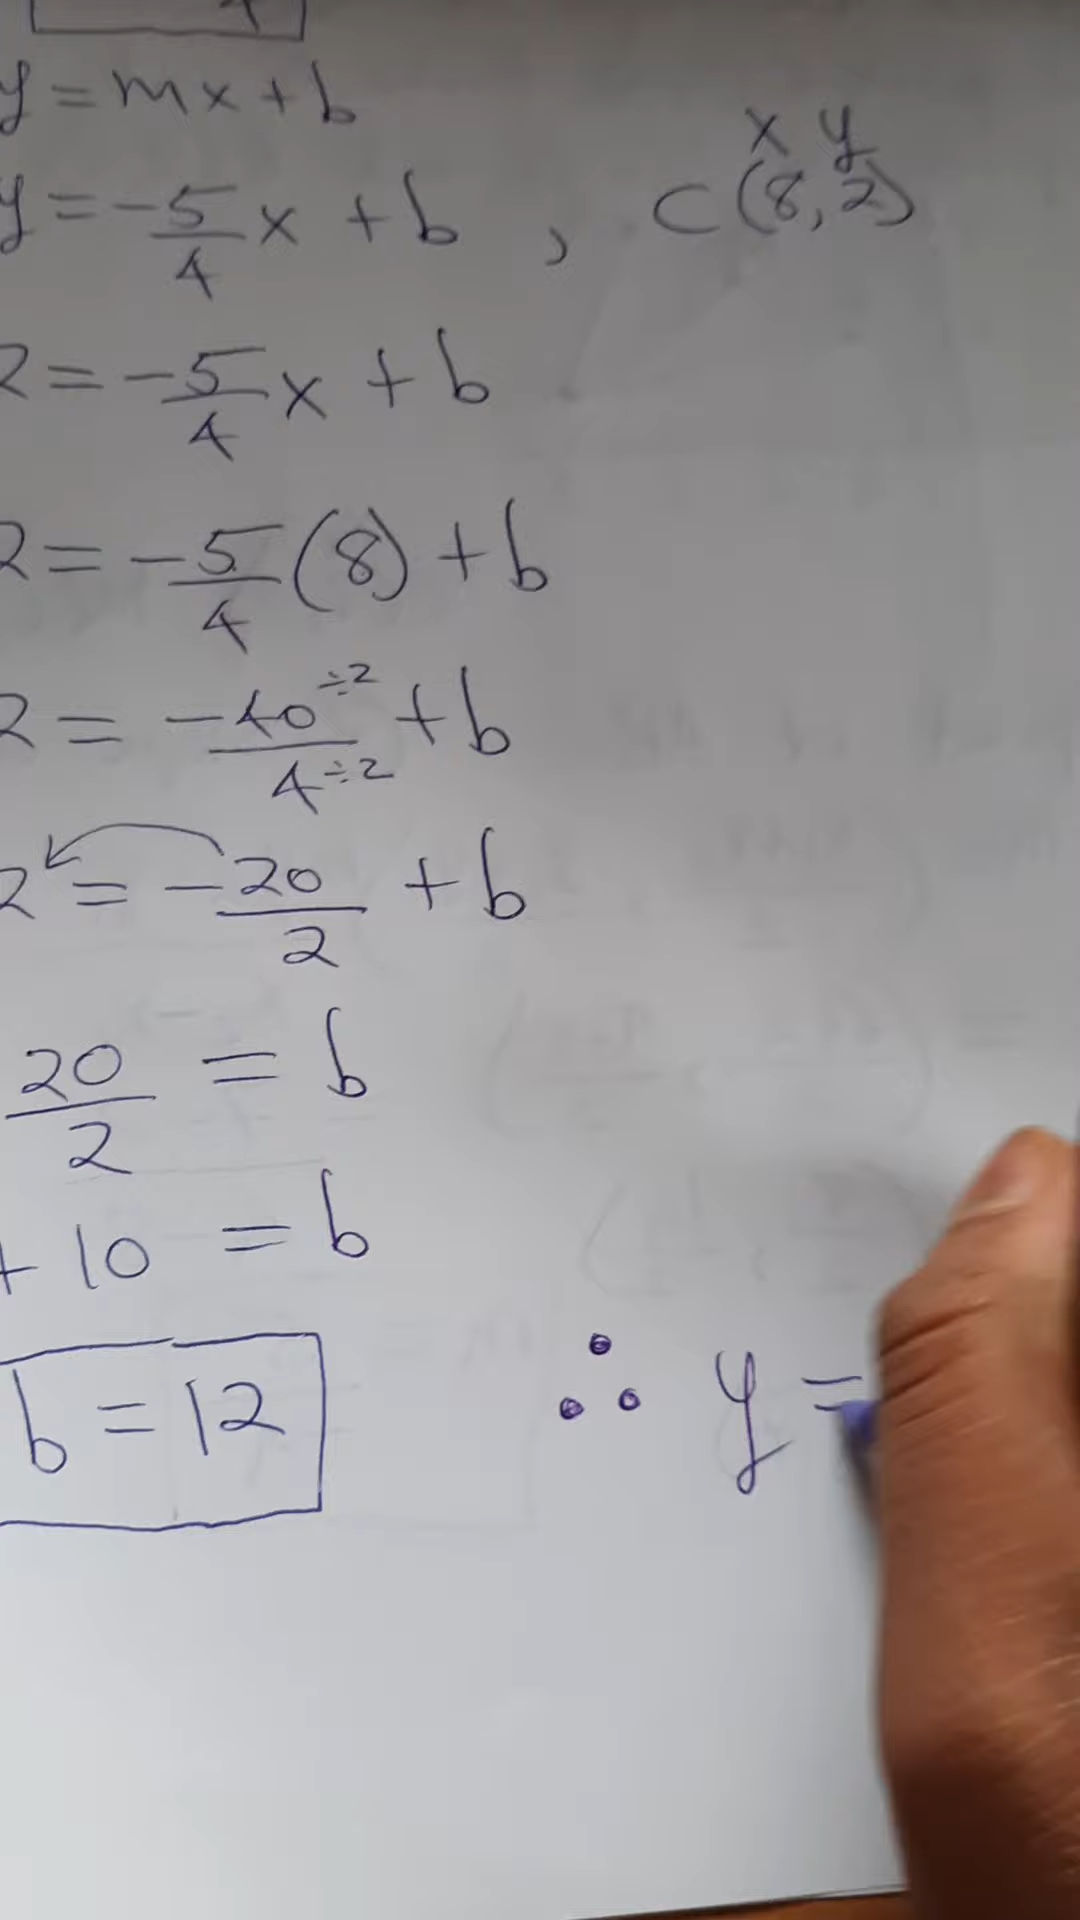 y = mx + b
x y
y = -5/4 x + b , C (8, 2)
2 = -5/4 x + b
2 = -5/4 (8) + b
2 = -40÷2/4÷2 + b
2 = -20/2 + b
20/2 = b
+ 10 = b
b = 12
∴ y =